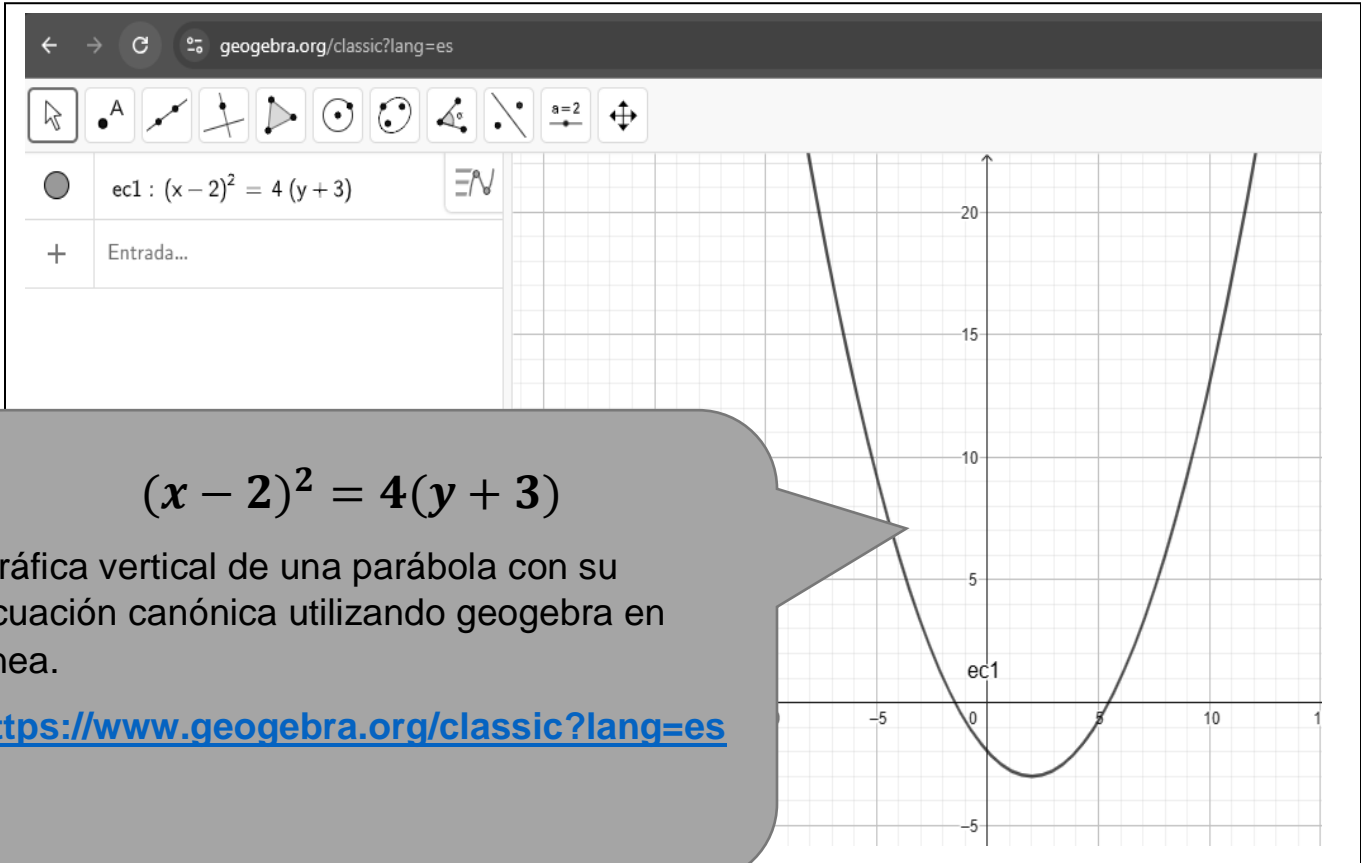 geogebra.org/classic?lang=es
A
α
a=2
ec1 : (x – 2)² = 4 (y + 3)
Entrada...
(x − 2)² = 4(y + 3)
ráfica vertical de una parábola con su
cuación canónica utilizando geogebra en
nea.
ttps://www.geogebra.org/classic?lang=es
20
15
10
5
ec1
–5
0
5
10
1
–5